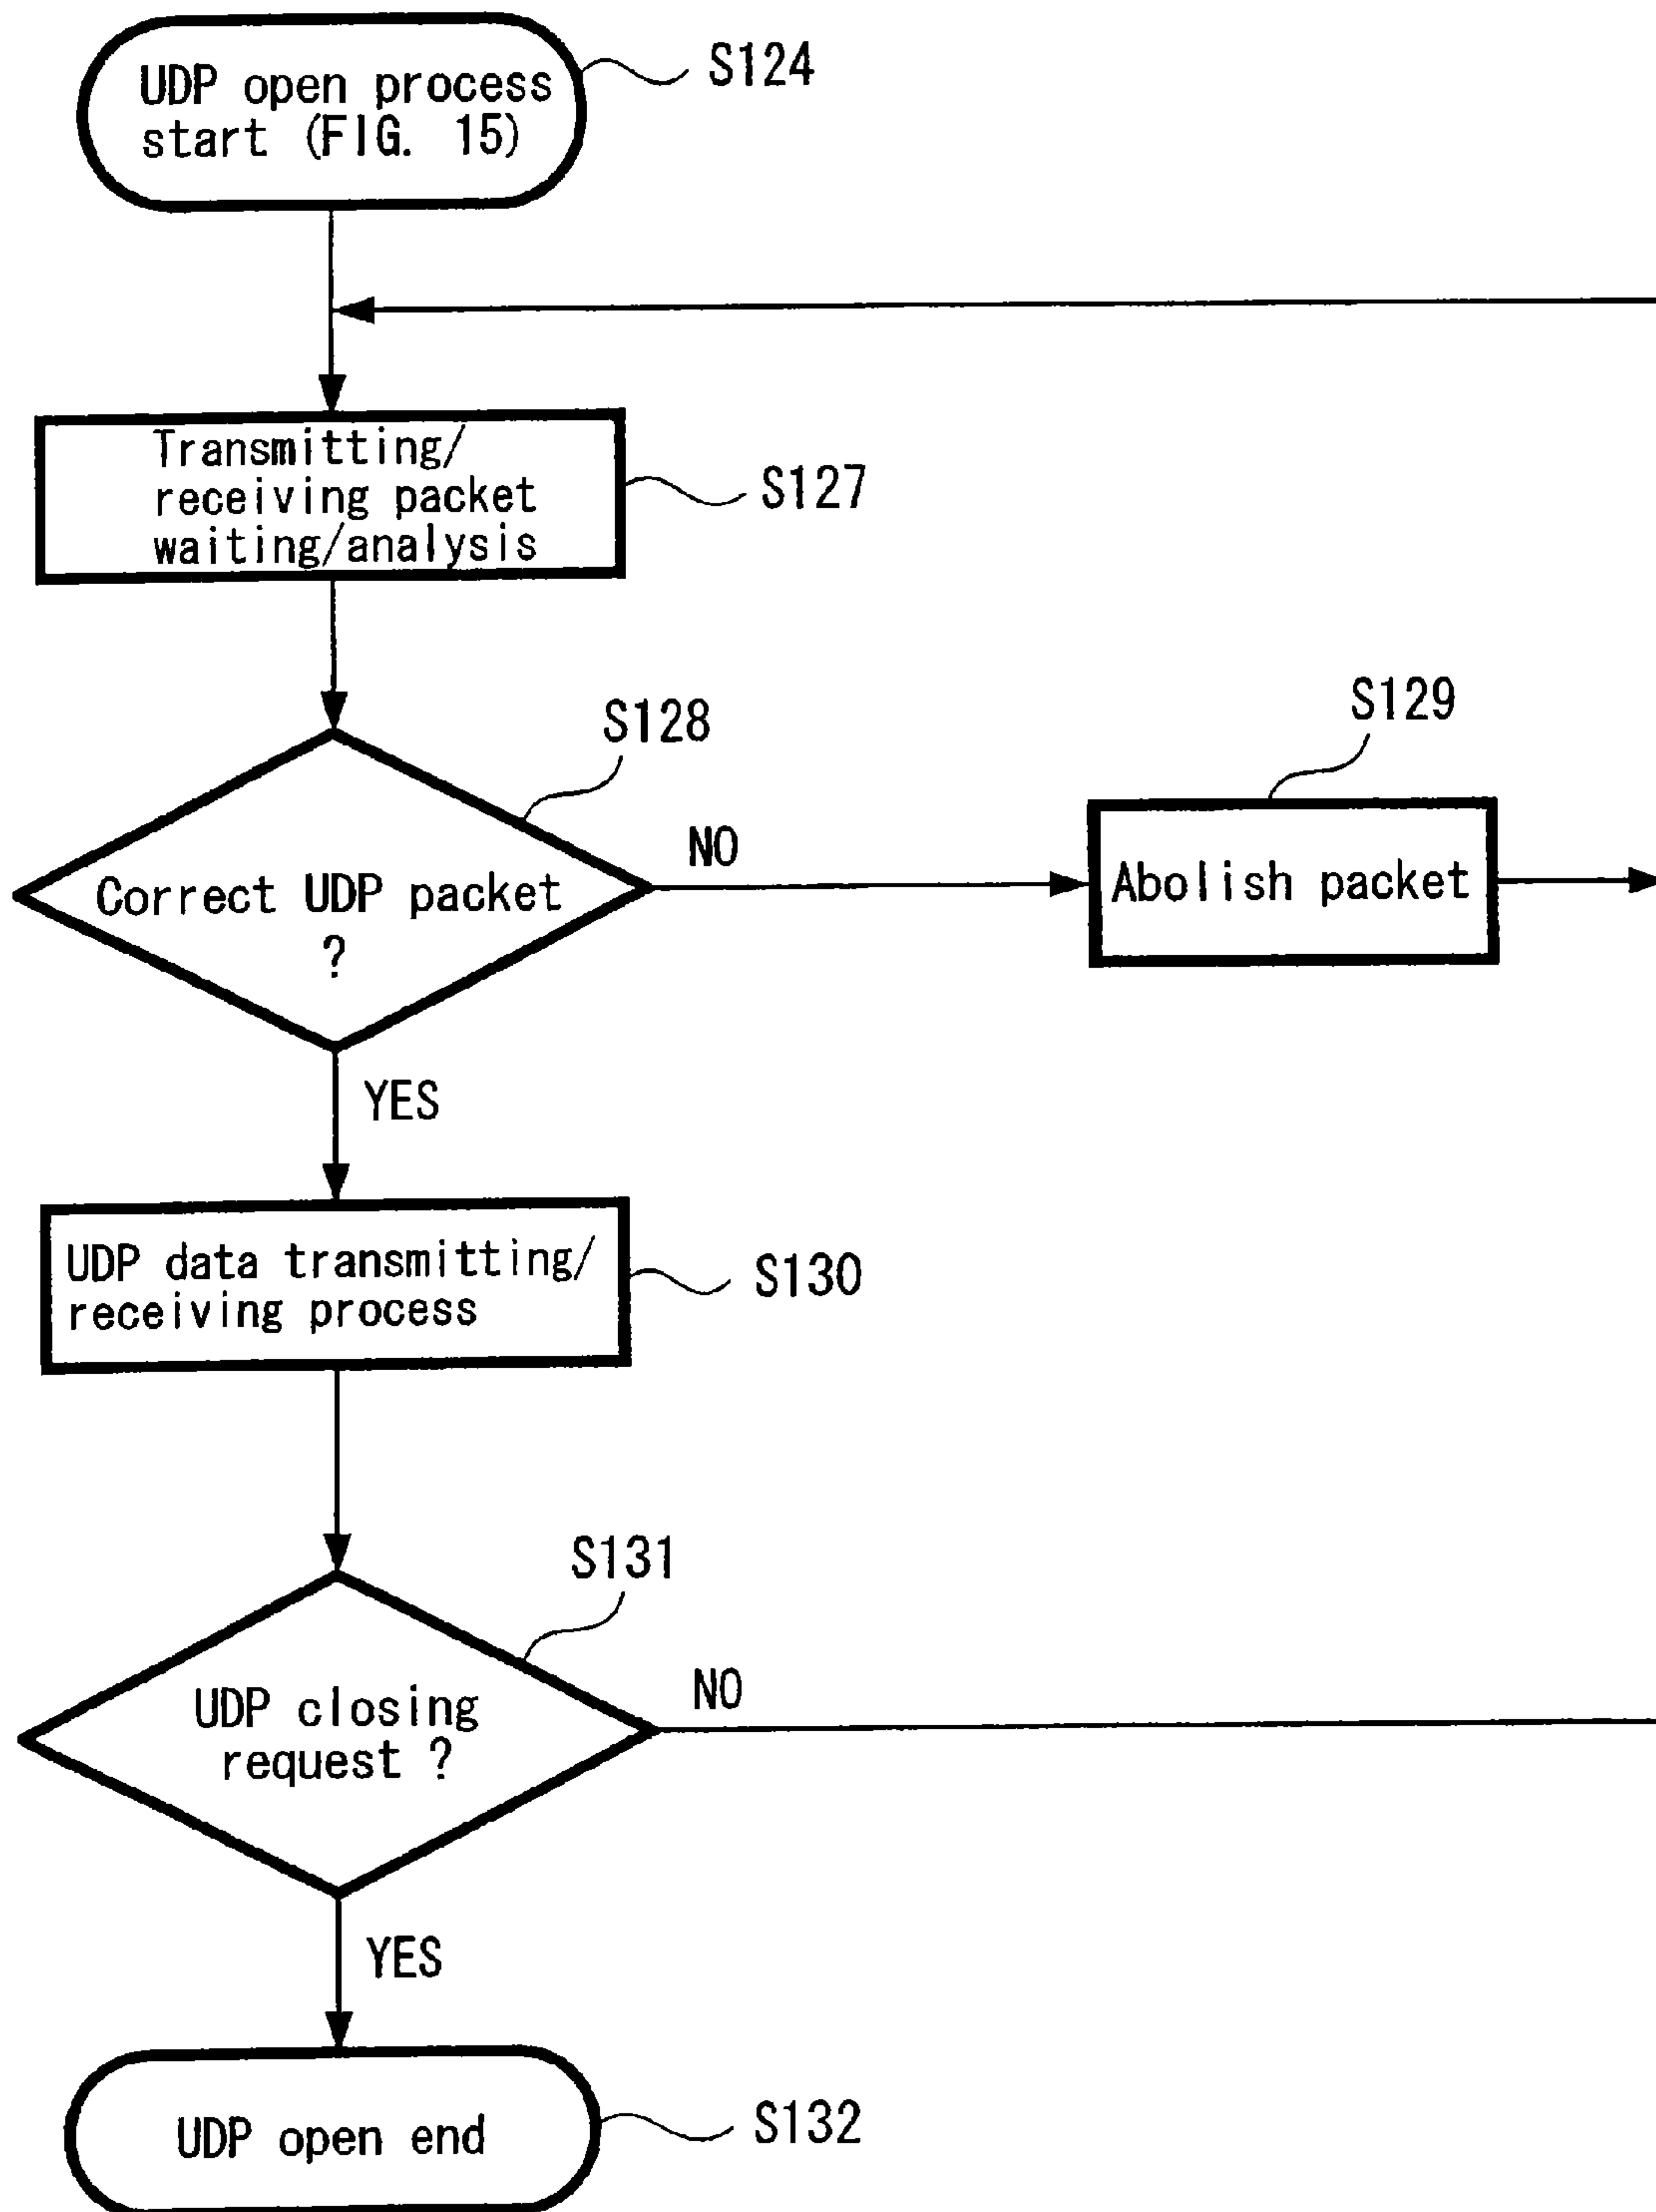 UDP open process
start (FIG. 15)
S124
Transmitting/
receiving packet
waiting/analysis
S127
S128
S129
Correct UDP packet
?
NO
Abolish packet
YES
UDP data transmitting/
receiving process
S130
S131
UDP closing
request ?
NO
YES
UDP open end
S132